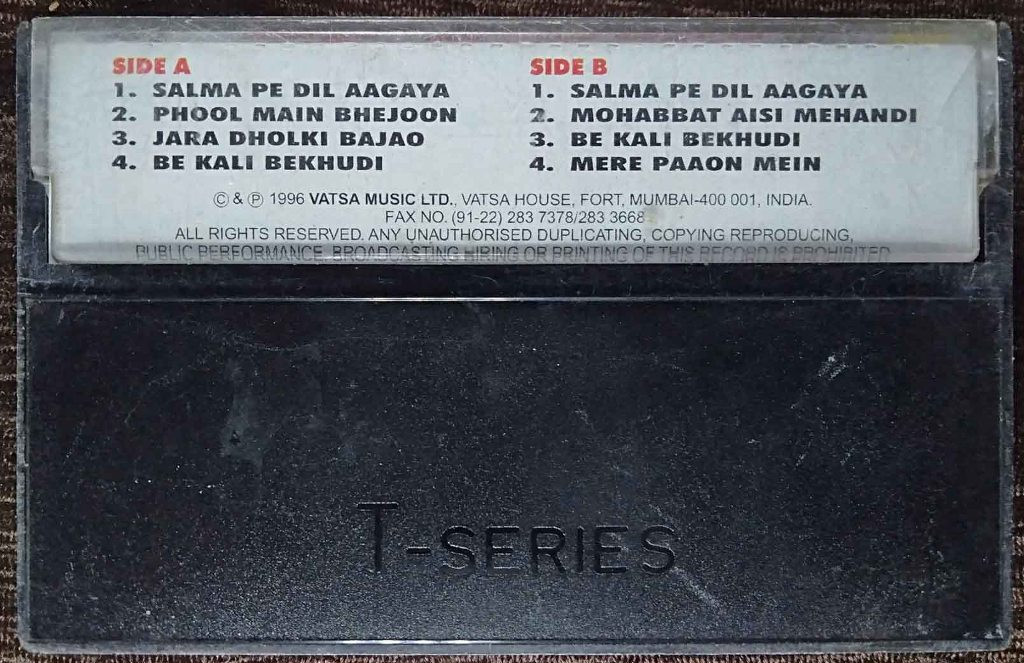 SIDE A
1. SALMA PE DIL AAGAYA
2. PHOOL MAIN BHEJOON
3. JARA DHOLKI BAJAO
4. BE KALI BEKHUDI
SIDE B
1. SALMA PE DIL AAGAYA
2. MOHABBAT AISI MEHANDI
3. BE KALI BEKHUDI
4. MERE PAAON MEIN
© & ℗ 1996 VATSA MUSIC LTD., VATSA HOUSE, FORT, MUMBAI-400 001, INDIA.
FAX NO. (91-22) 283 7378/283 3668
ALL RIGHTS RESERVED. ANY UNAUTHORISED DUPLICATING, COPYING REPRODUCING,
PUBLIC PERFORMANCE, BROADCASTING HIRING OR PRINTING OF THIS RECORD IS PROHIBITED
T-SERIES